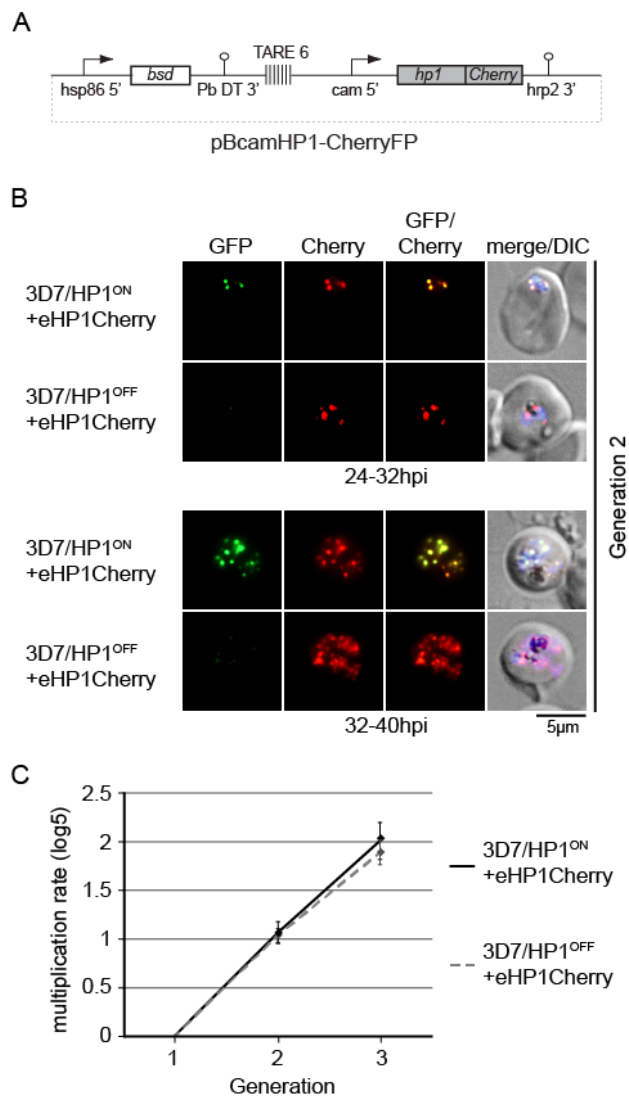 A
TARE 6
bsd
hp1
Cherry
hsp86 5'
Pb DT 3'
cam 5'
hrp2 3'
pBcamHP1-CherryFP
B
GFP/
GFP
Cherry
Cherry
merge/DIC
3D7/HP1ON
+eHP1Cherry
3D7/HP1OFF
+eHP1Cherry
24-32hpi
3D7/HP1ON
+eHP1Cherry
3D7/HP1OFF
+eHP1Cherry
32-40hpi
5µm
Generation 2
C
multiplication rate (log5)
2.5
2
1.5
1
0.5
0
1
2
3
Generation
3D7/HP1ON
+eHP1Cherry
3D7/HP1OFF
+eHP1Cherry